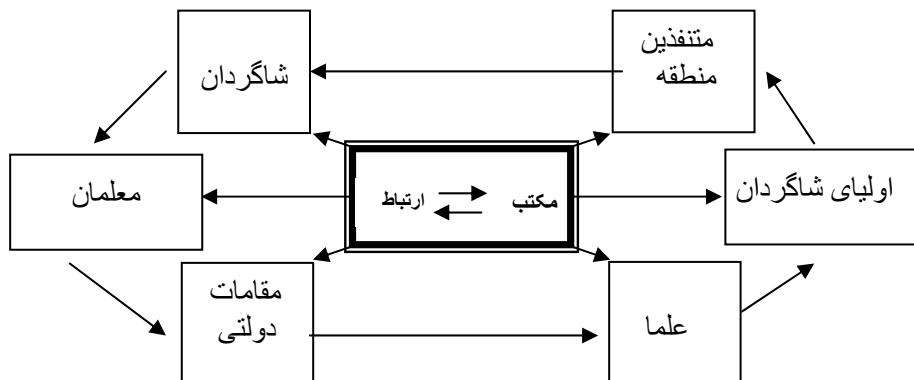 متنفذین
منطقه
شاگردان
اولیای شاگردان
مکتب ارتباط
معلمان
علما
مقامات
دولتی